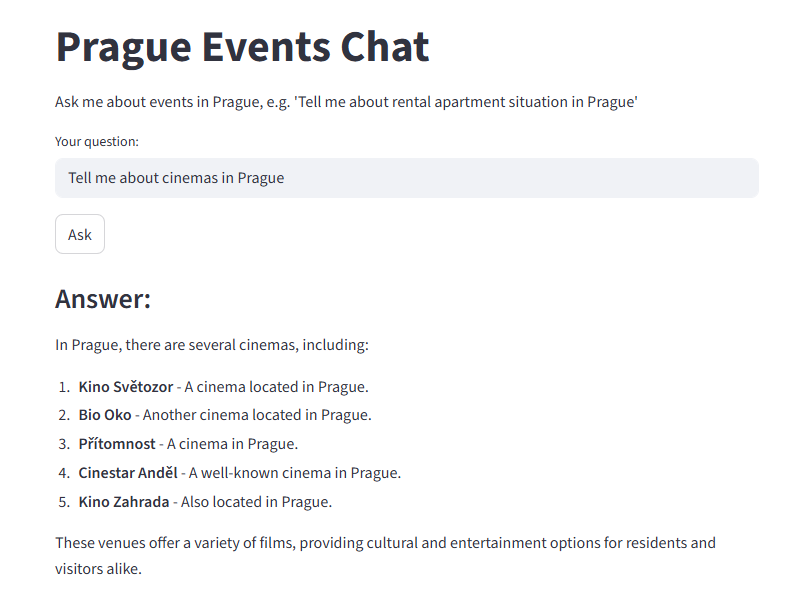 Prague Events Chat
Ask me about events in Prague, e.g. 'Tell me about rental apartment situation in Prague'
Your question:
Tell me about cinemas in Prague
Ask
Answer:
In Prague, there are several cinemas, including:
1. Kino Světozor - A cinema located in Prague.
2. Bio Oko - Another cinema located in Prague.
3. Přítomnost - A cinema in Prague.
4. Cinestar Anděl - A well-known cinema in Prague.
5. Kino Zahrada - Also located in Prague.
These venues offer a variety of films, providing cultural and entertainment options for residents and
visitors alike.